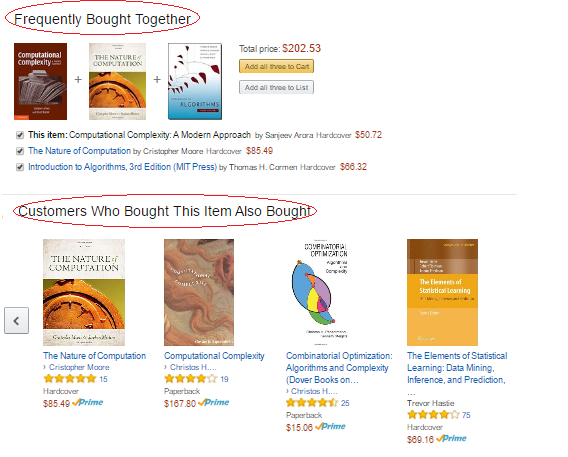 Frequently Bought Together
Computational
Complexity
THE NATURE of
COMPUTATION
ALGORITHMS
+
+
Total price: $202.53
Add all three to Cart
Add all three to List
This item: Computational Complexity: A Modern Approach by Sanjeev Arora Hardcover $50.72
The Nature of Computation by Cristopher Moore Hardcover $85.49
Introduction to Algorithms, 3rd Edition (MIT Press) by Thomas H. Cormen Hardcover $66.32
Customers Who Bought This Item Also Bought
THE NATURE of
COMPUTATION
Cristopher Moore
The Nature of Computation
› Cristopher Moore
15
Hardcover
$85.49 Prime
Computational Complexity
› Christos H....
19
Paperback
$167.80 Prime
COMBINATORIAL
OPTIMIZATION
Algorithms
and
Complexity
Combinatorial Optimization:
Algorithms and Complexity
(Dover Books on…
› Christos H....
25
Paperback
$15.06 Prime
The Elements of
Statistical Learning
The Elements of Statistical
Learning: Data Mining,
Inference, and Prediction,
…
Trevor Hastie
75
Hardcover
$69.16 Prime